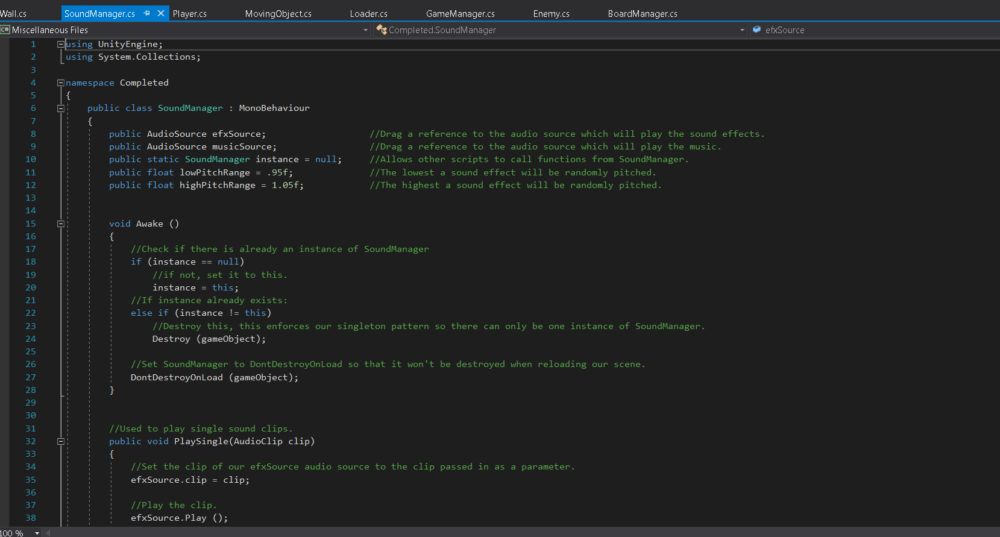 Wall.cs SoundManager.cs Player.cs MovingObject.cs Loader.cs GameManager.cs Enemy.cs BoardManager.cs
C# Miscellaneous Files Completed.SoundManager efxSource
1 using UnityEngine;
2 using System.Collections;
3
4 namespace Completed
5 {
6 public class SoundManager : MonoBehaviour
7 {
8 public AudioSource efxSource; //Drag a reference to the audio source which will play the sound effects.
9 public AudioSource musicSource; //Drag a reference to the audio source which will play the music.
10 public static SoundManager instance = null; //Allows other scripts to call functions from SoundManager.
11 public float lowPitchRange = .95f; //The lowest a sound effect will be randomly pitched.
12 public float highPitchRange = 1.05f; //The highest a sound effect will be randomly pitched.
13
14
15 void Awake ()
16 {
17 //Check if there is already an instance of SoundManager
18 if (instance == null)
19 //if not, set it to this.
20 instance = this;
21 //If instance already exists:
22 else if (instance != this)
23 //Destroy this, this enforces our singleton pattern so there can only be one instance of SoundManager.
24 Destroy (gameObject);
25
26 //Set SoundManager to DontDestroyOnLoad so that it won't be destroyed when reloading our scene.
27 DontDestroyOnLoad (gameObject);
28 }
29
30
31 //Used to play single sound clips.
32 public void PlaySingle(AudioClip clip)
33 {
34 //Set the clip of our efxSource audio source to the clip passed in as a parameter.
35 efxSource.clip = clip;
36
37 //Play the clip.
38 efxSource.Play ();
100 %